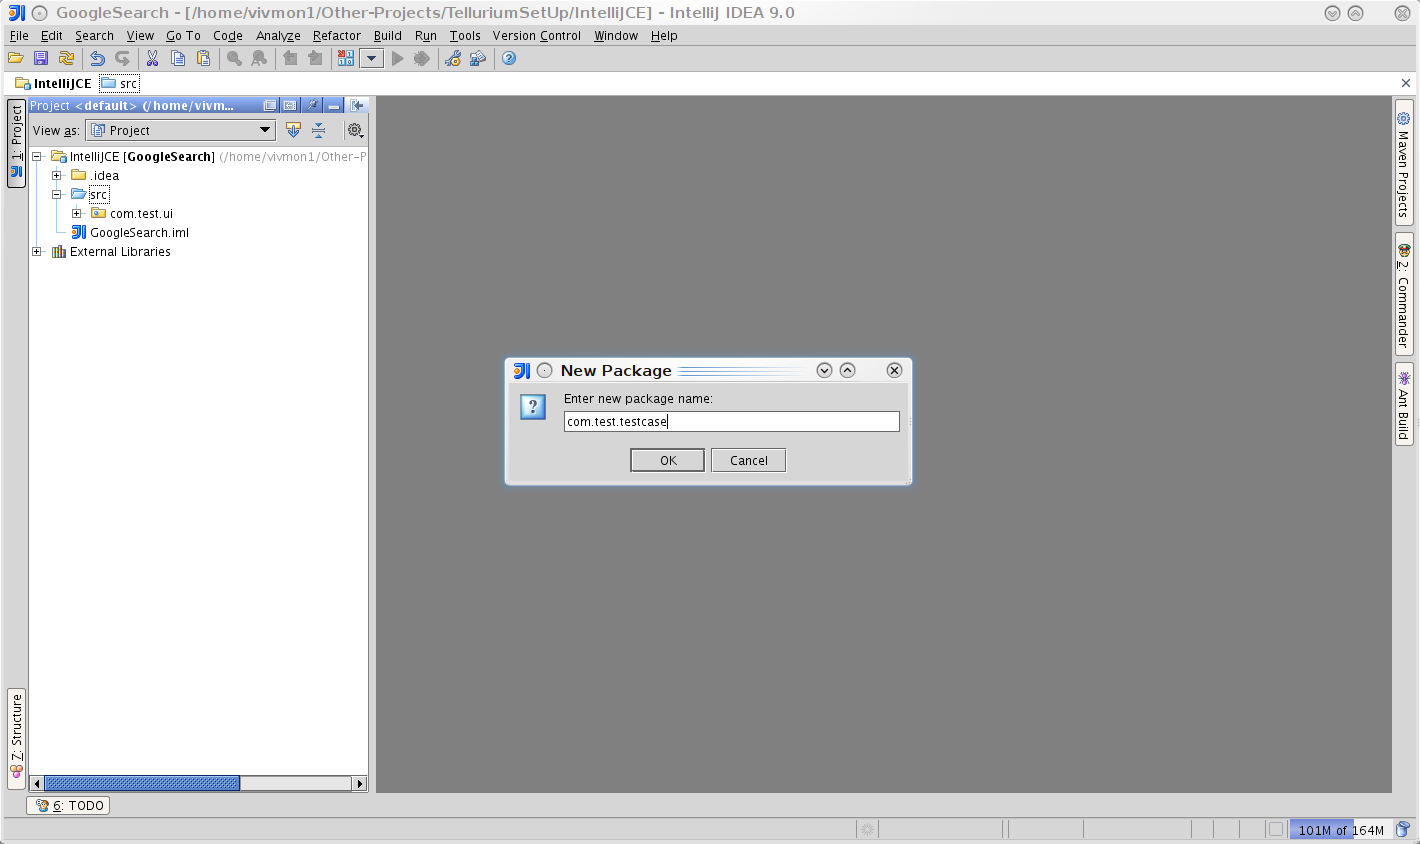 GoogleSearch - [/home/vivmon1/Other-Projects/TelluriumSetUp/IntelliJCE] - IntelliJ IDEA 9.0
File Edit Search View Go To Code Analyze Refactor Build Run Tools Version Control Window Help
IntelliJCE src
Project <default> (/home/vivm...
View as: Project
IntelliJCE [GoogleSearch] (/home/vivmon1/Other-P
.idea
src
com.test.ui
GoogleSearch.iml
External Libraries
1: Project
Z: Structure
6: TODO
New Package
Enter new package name:
com.test.testcase
OK Cancel
Maven Projects
2: Commander
Ant Build
101M of 164M